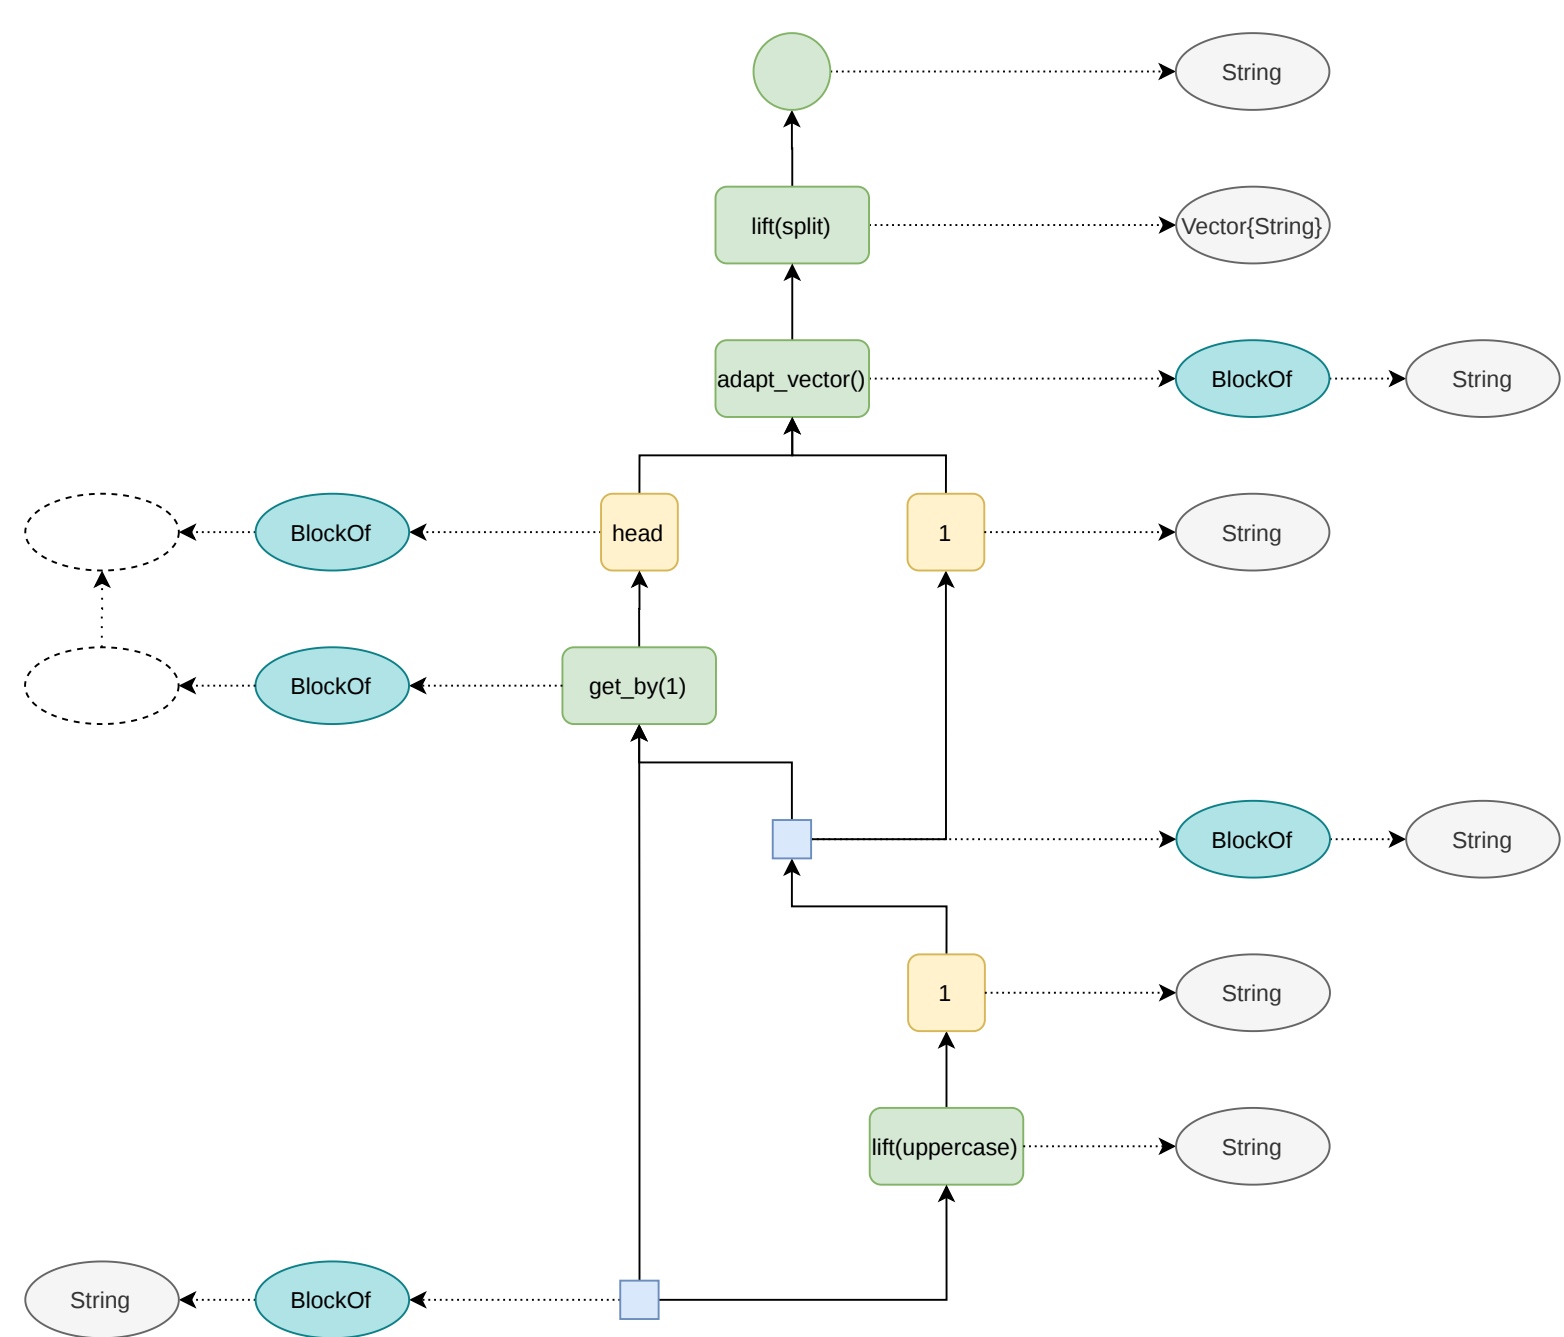 String
lift(split)
Vector{String}
adapt_vector()
BlockOf
String
BlockOf
head
1
String
BlockOf
get_by(1)
BlockOf
String
1
String
lift(uppercase)
String
String
BlockOf